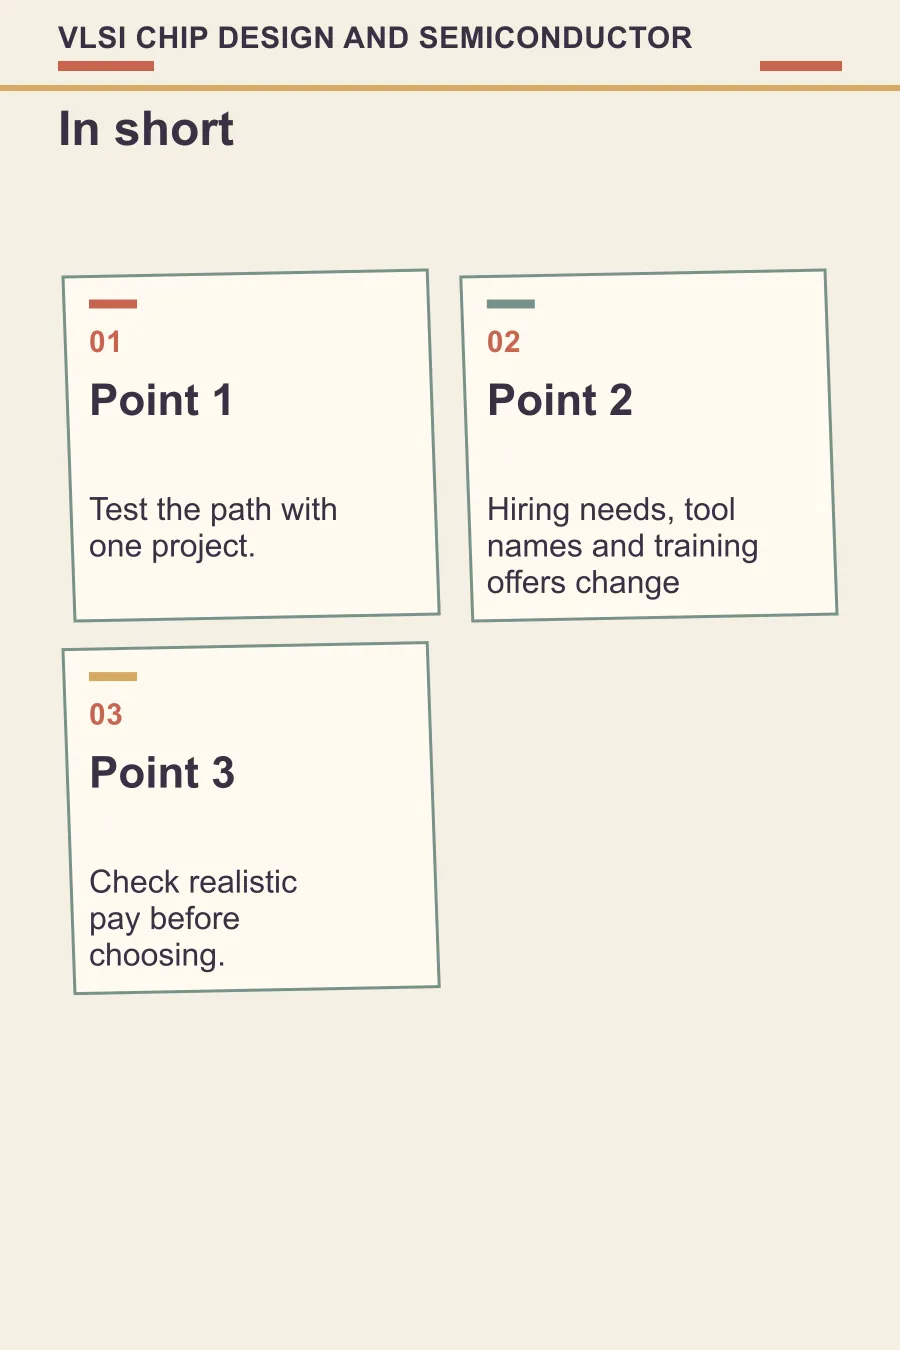 VLSI CHIP DESIGN AND SEMICONDUCTOR
In short
01
Point 1
Test the path with
one project.
02
Point 2
Hiring needs, tool
names and training
offers change
03
Point 3
Check realistic
pay before
choosing.